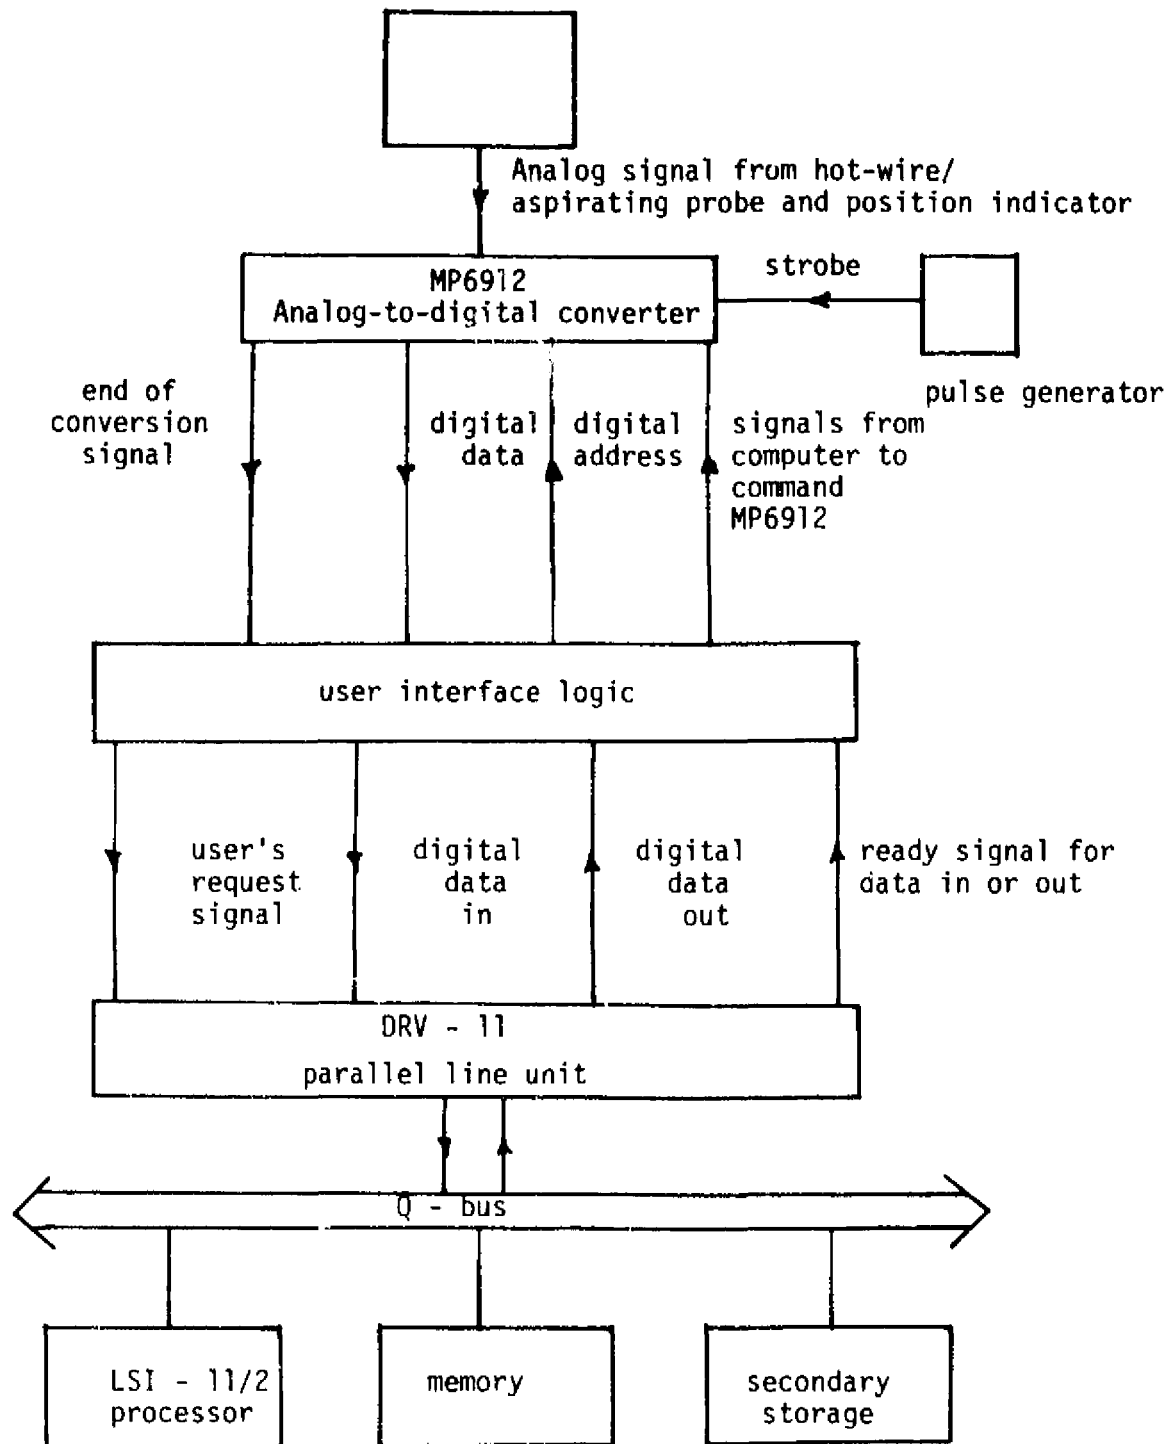 Analog signal from hot-wire/
aspirating probe and position indicator
MP6912
Analog-to-digital converter
strobe
pulse generator
end of
conversion
signal
digital
data
digital
address
signals from
computer to
command
MP6912
user interface logic
user's
request
signal
digital
data
in
digital
data
out
ready signal for
data in or out
DRV - 11
parallel line unit
Q - bus
LSI - 11/2
processor
memory
secondary
storage